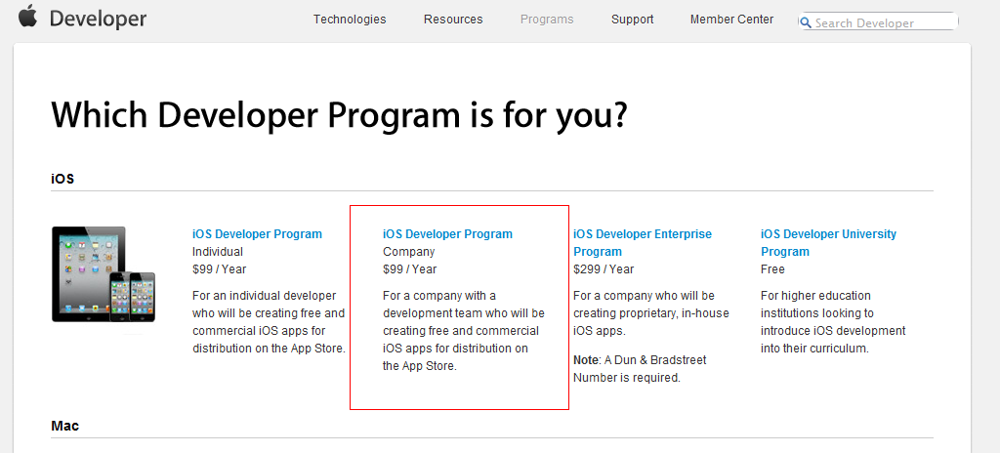 Developer
Technologies
Resources
Programs
Support
Member Center
Search Developer
Which Developer Program is for you?
iOS
iOS Developer Program
Individual
$99 / Year
For an individual developer
who will be creating free and
commercial iOS apps for
distribution on the App Store.
iOS Developer Program
Company
$99 / Year
For a company with a
development team who will be
creating free and commercial
iOS apps for distribution on
the App Store.
iOS Developer Enterprise
Program
$299 / Year
For a company who will be
creating proprietary, in-house
iOS apps.
Note: A Dun & Bradstreet
Number is required.
iOS Developer University
Program
Free
For higher education
institutions looking to
introduce iOS development
into their curriculum.
Mac